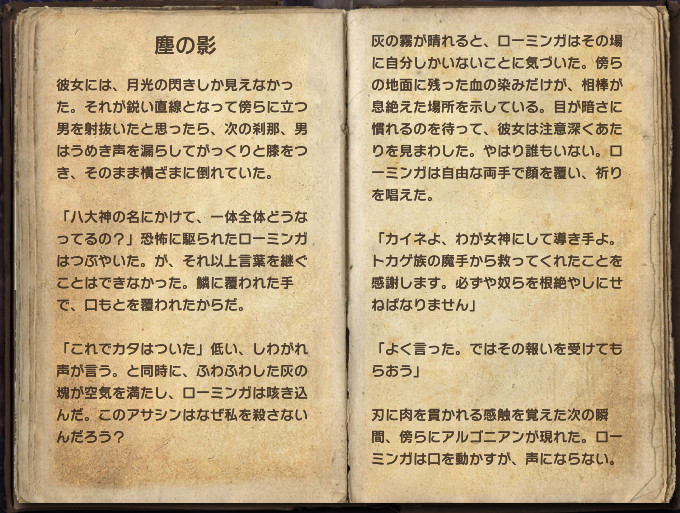 塵の影
彼女には、月光の閃きしか見えなかっ
た。それが鋭い直線となって傍らに立つ
男を射抜いたと思ったら、次の刹那、男
はうめき声を漏らしてがっくりと膝をつ
き、そのまま横ざまに倒れていた。
「八大神の名にかけて、一体全体どうな
ってるの？」恐怖に駆られたローミンガ
はつぶやいた。が、それ以上言葉を継ぐ
ことはできなかった。鱗に覆われた手
で、口もとを覆われたからだ。
「これでカタはついた」低い、しわがれ
声が言う。と同時に、ふわふわした灰の
塊が空気を満たし、ローミンガは咳き込
んだ。このアサシンはなぜ私を殺さない
んだろう？
灰の霧が晴れると、ローミンガはその場
に自分しかいないことに気づいた。傍ら
の地面に残った血の染みだけが、相棒が
息絶えた場所を示している。目が暗さに
慣れるのを待って、彼女は注意深くあた
りを見まわした。やはり誰もいない。ロ
ーミンガは自由な両手で顔を覆い、祈り
を唱えた。
「カイネよ、わが女神にして導き手よ。
トカゲ族の魔手から救ってくれたことを
感謝します。必ずや奴らを根絶やしにせ
ねばなりません」
「よく言った。ではその報いを受けても
らおう」
刃に肉を貫かれる感触を覚えた次の瞬
間、傍らにアルゴニアンが現れた。ロー
ミンガは口を動かすが、声にならない。